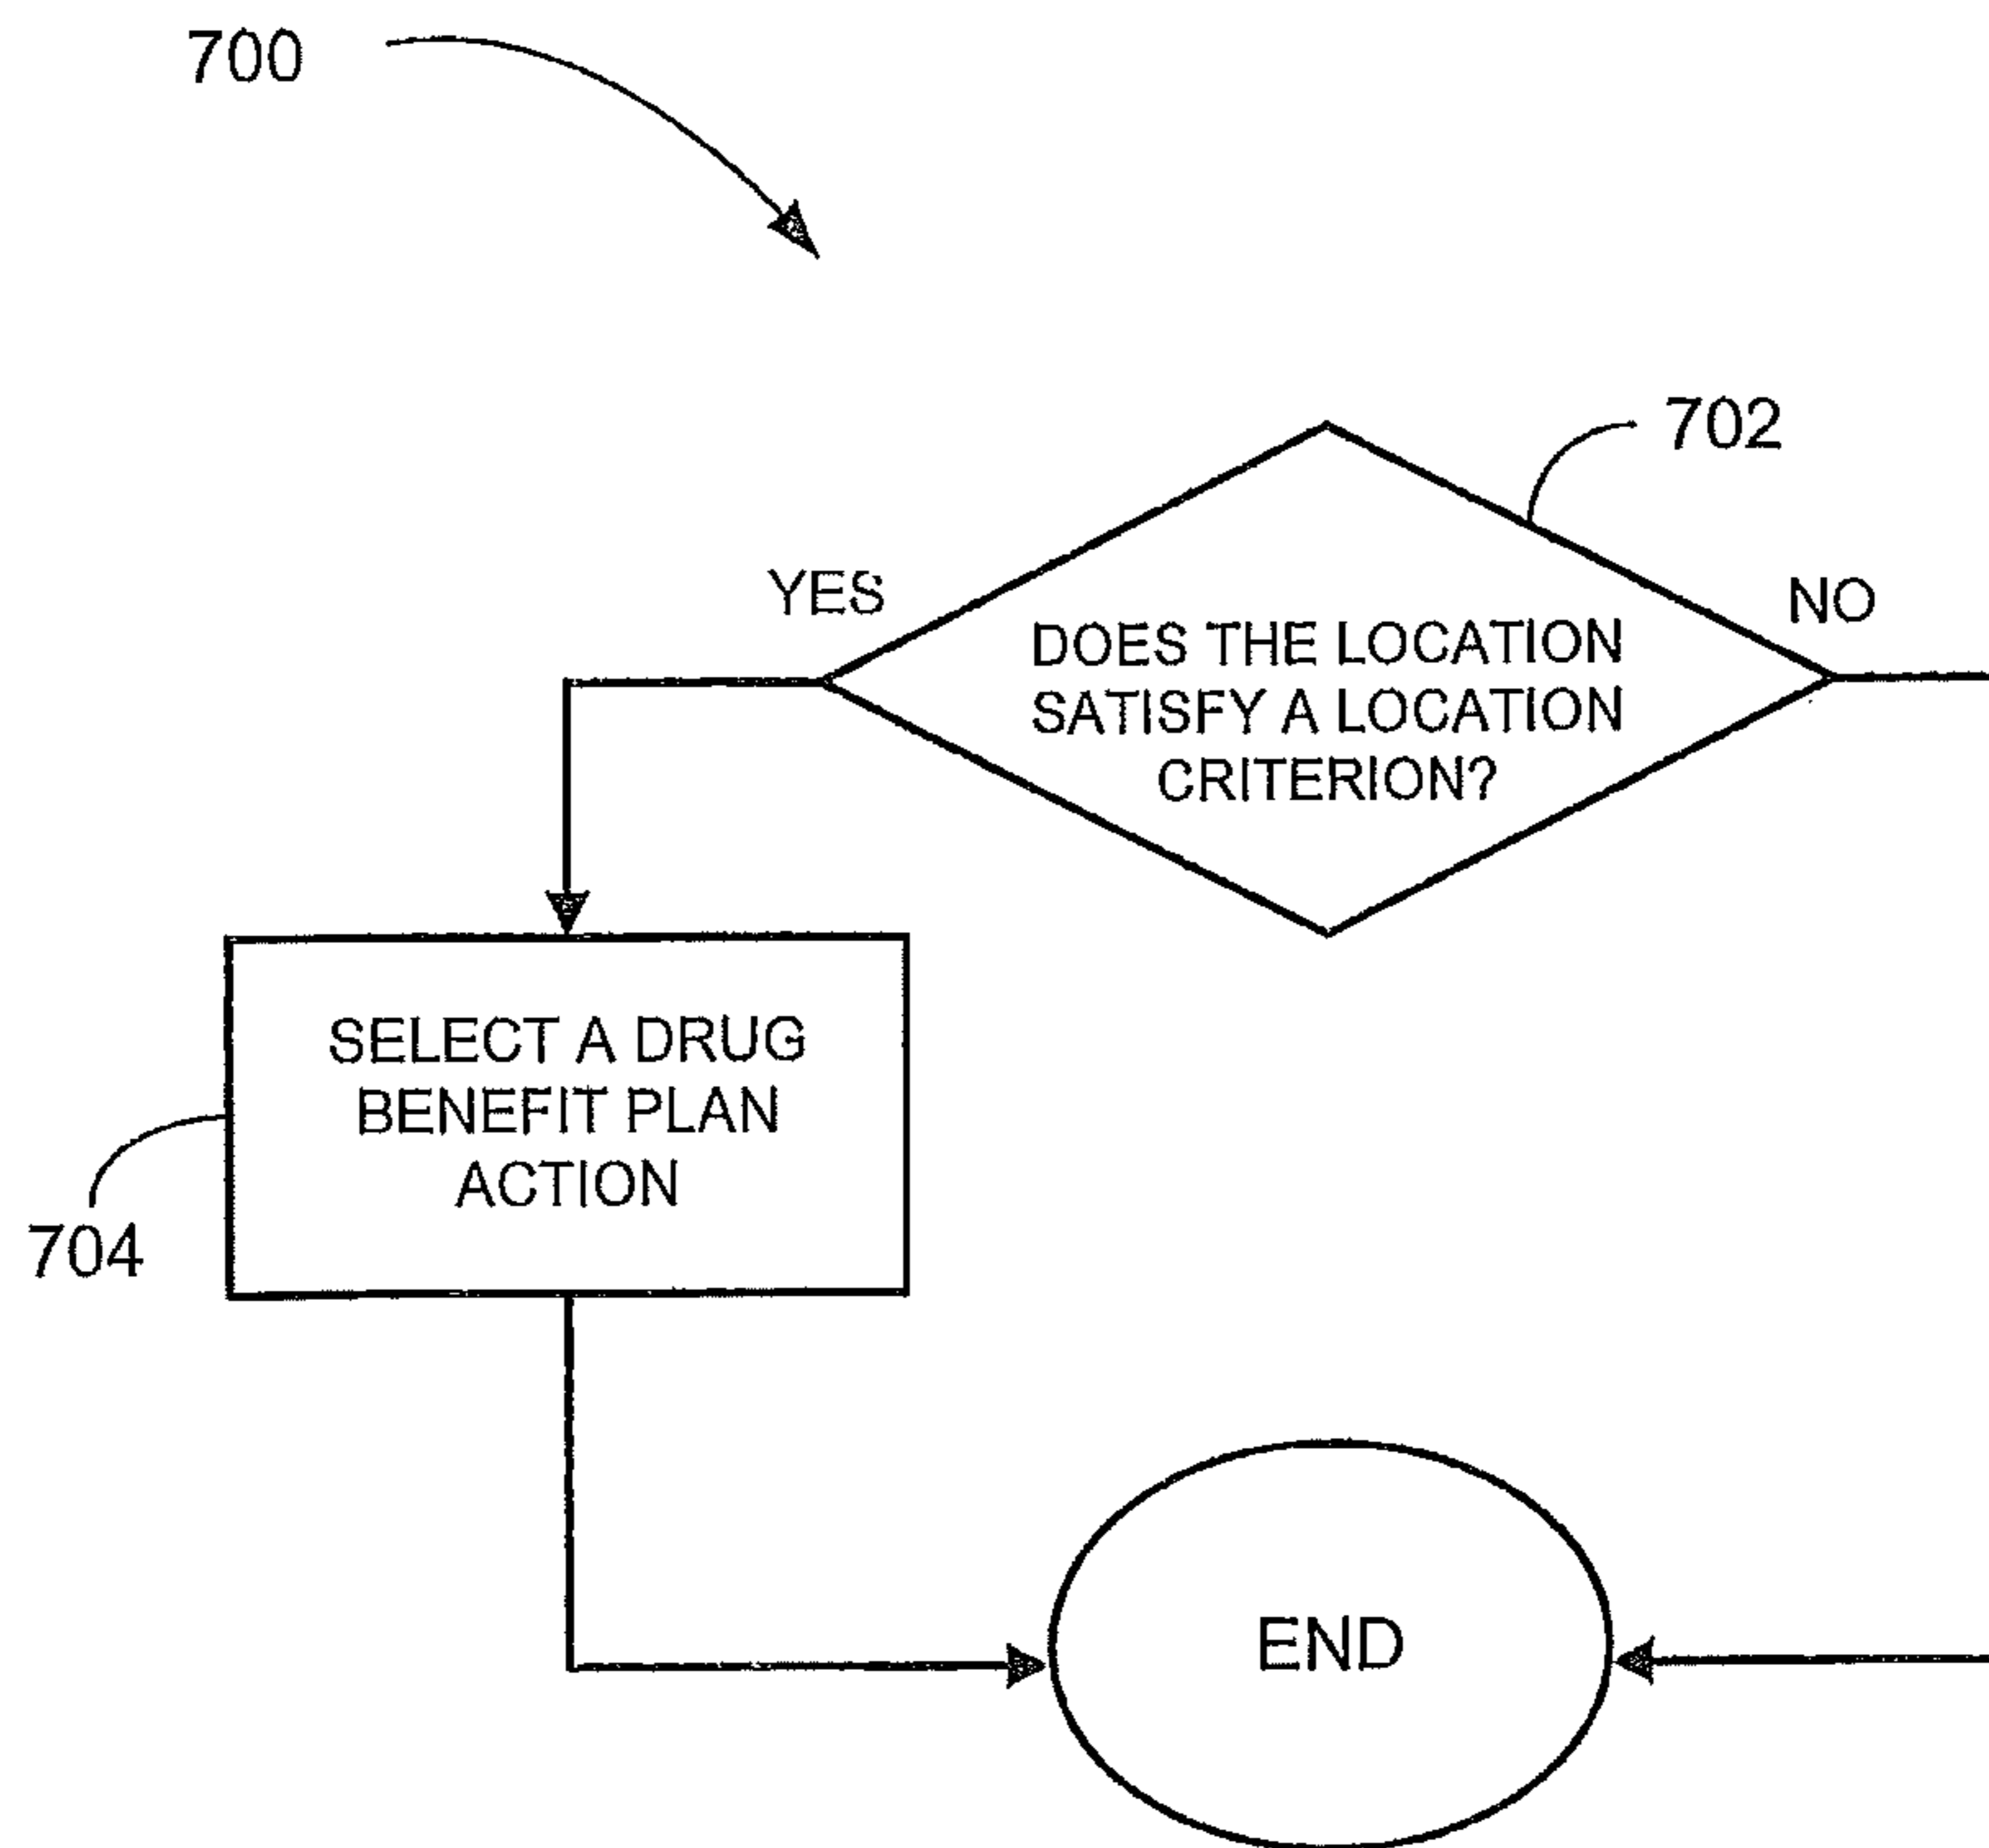 700
702
YES
NO
DOES THE LOCATION
SATISFY A LOCATION
CRITERION?
SELECT A DRUG
BENEFIT PLAN
ACTION
704
END